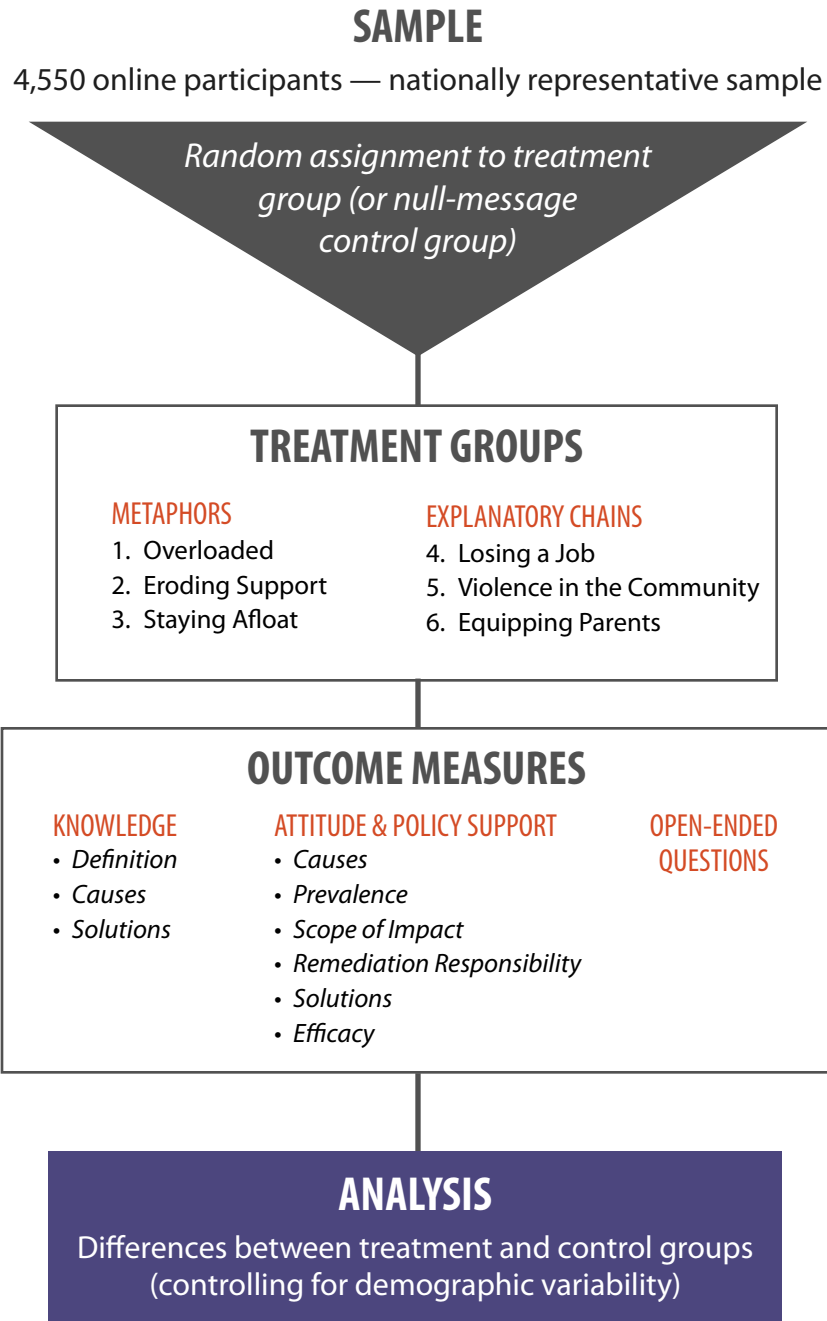 SAMPLE
4,550 online participants — nationally representative sample
Random assignment to treatment
group (or null-message
control group)
TREATMENT GROUPS
METAPHORS
1. Overloaded
2. Eroding Support
3. Staying Afloat
EXPLANATORY CHAINS
4. Losing a Job
5. Violence in the Community
6. Equipping Parents
OUTCOME MEASURES
KNOWLEDGE
• Definition
• Causes
• Solutions
ATTITUDE & POLICY SUPPORT
• Causes
• Prevalence
• Scope of Impact
• Remediation Responsibility
• Solutions
• Efficacy
OPEN-ENDED
QUESTIONS
ANALYSIS
Differences between treatment and control groups
(controlling for demographic variability)